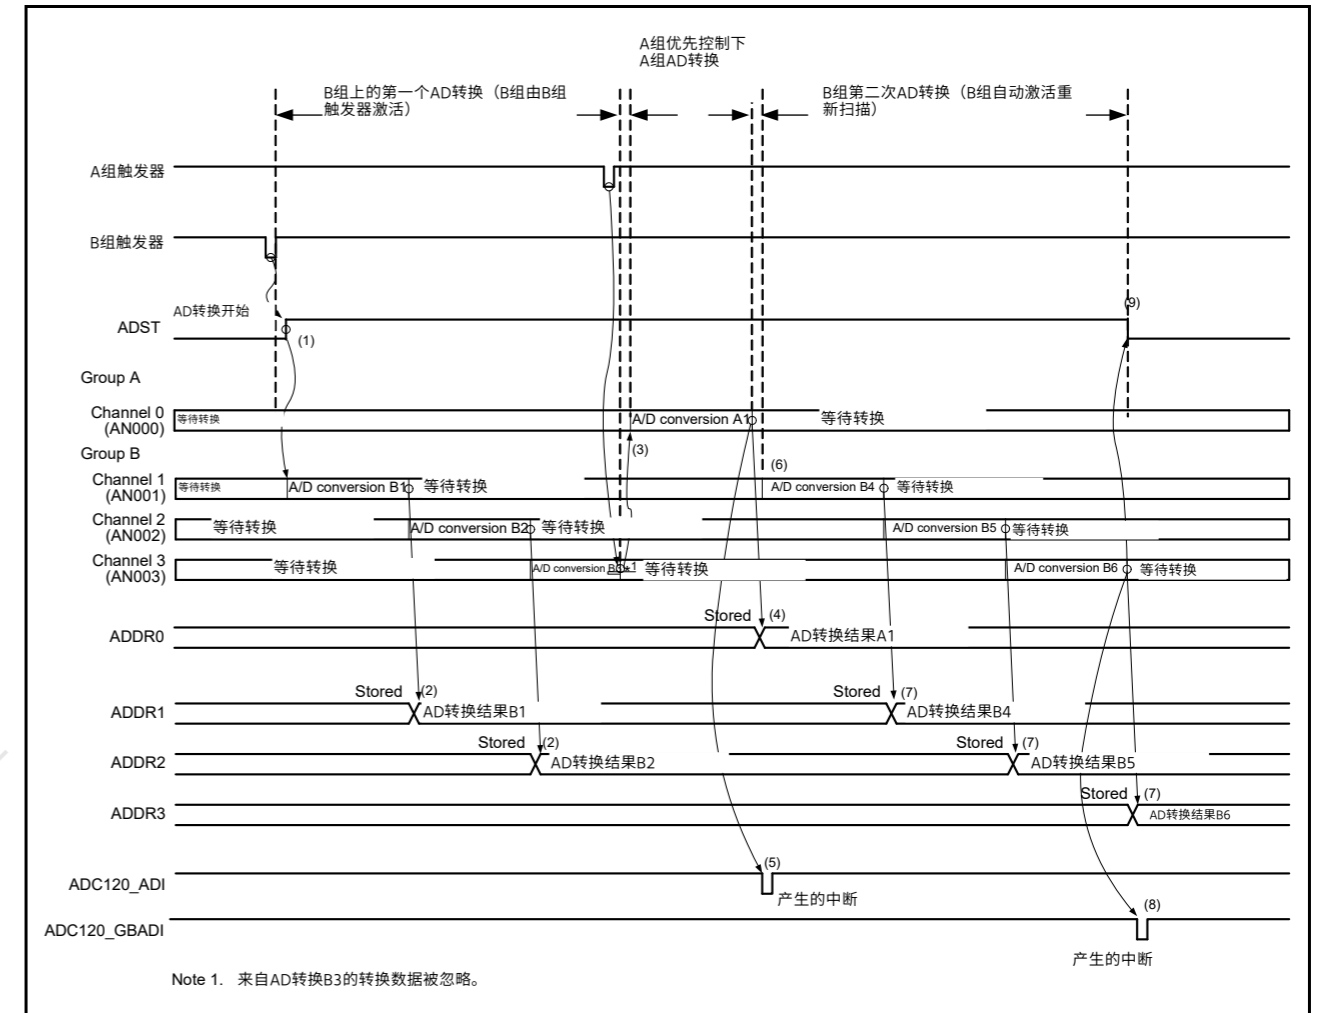 A组优先控制下
A组AD转换
B组上的第一个AD转换（B组由B组
触发器激活）
B组第二次AD转换（B组自动激活重
新扫描）
A组触发器
B组触发器
AD转换开始
(9)
ADST
(1)
Group A
Channel 0
(AN000)
等待转换
A/D conversion A1
等待转换
Group B
(3)
(6)
Channel 1
(AN001)
等待转换
A/D conversion B1
等待转换
A/D conversion B4
等待转换
Channel 2
(AN002)
等待转换
A/D conversion B2
等待转换
A/D conversion B5
等待转换
Channel 3
(AN003)
等待转换
A/D conversion
*1
等待转换
A/D conversion B6
等待转换
Stored (4)
ADDR0
AD转换结果A1
Stored (2)
Stored (7)
ADDR1
AD转换结果B1
AD转换结果B4
Stored (2)
Stored (7)
ADDR2
AD转换结果B2
AD转换结果B5
Stored (7)
ADDR3
AD转换结果B6
(5)
ADC120_ADI
产生的中断
(8)
ADC120_GBADI
产生的中断
Note 1. 来自AD转换B3的转换数据被忽略。